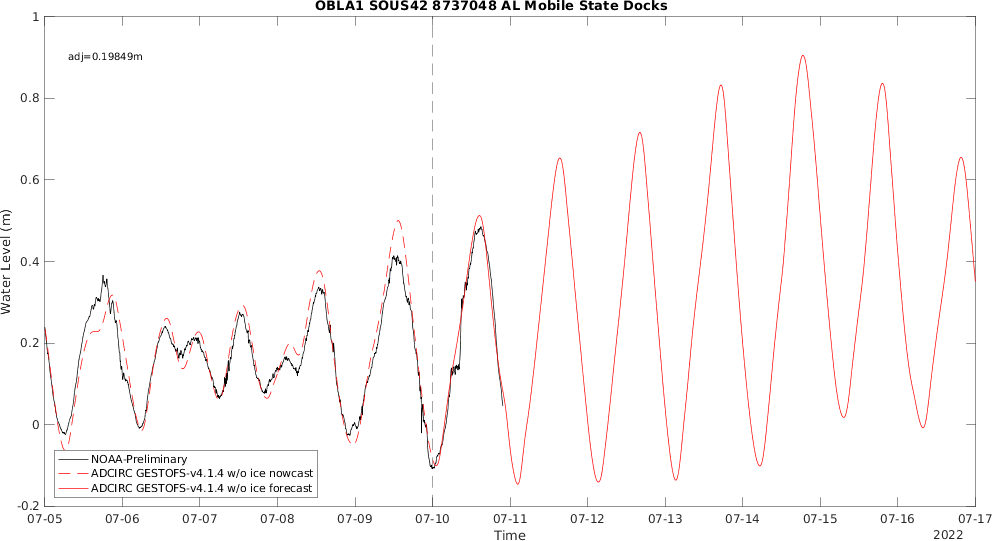 OBLA1 SOUS42 8737048 AL Mobile State Docks
adj=0.19849m
1
0.8
0.6
0.4
0.2
0
-0.2
Water Level (m)
NOAA-Preliminary
ADCIRC GESTOFS-v4.1.4 w/o ice nowcast
ADCIRC GESTOFS-v4.1.4 w/o ice forecast
07-05 07-06 07-07 07-08 07-09 07-10 07-11 07-12 07-13 07-14 07-15 07-16 07-17
Time
2022